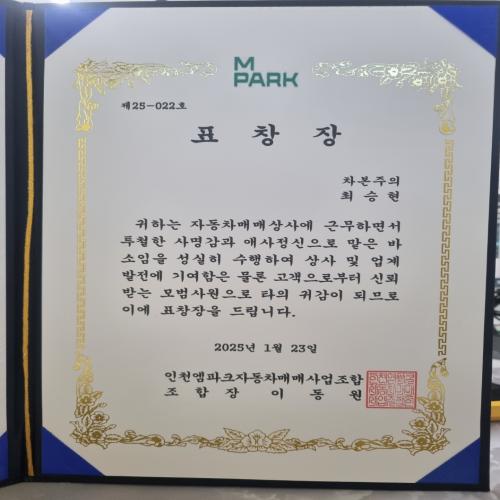 M
PARK
제25-022호
표 창 장
차본주의
최승현
귀하는 자동차매매상사에 근무하면서
투철한 사명감과 애사정신으로 맡은 바
소임을 성실히 수행하여 상사 및 업계
발전에 기여함은 물론 고객으로부터 신뢰
받는 모범사원으로 타의 귀감이 되므로
이에 표창장을 드립니다.
2025년 1월 23일
인천엠파크자동차매매사업조합
조 합 장 이 동 원